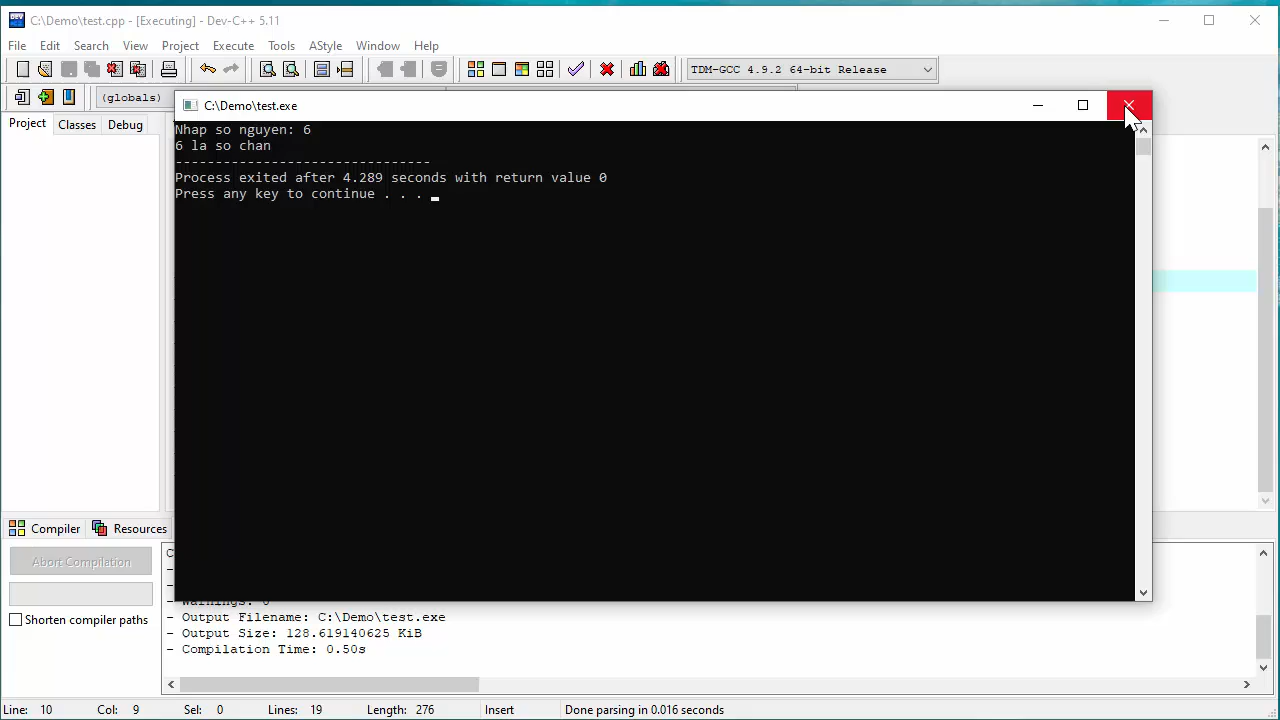 C:\Demo\test.cpp - [Executing] - Dev-C++ 5.11
File Edit Search View Project Execute Tools AStyle Window Help
TDM-GCC 4.9.2 64-bit Release
(globals)
C:\Demo\test.exe
Project Classes Debug
Nhap so nguyen: 6
6 la so chan
--------------------------------
Process exited after 4.289 seconds with return value 0
Press any key to continue . . .
Compiler Resources
Abort Compilation
Shorten compiler paths
- Warnings: 0
- Output Filename: C:\Demo\test.exe
- Output Size: 128.619140625 KiB
- Compilation Time: 0.50s
Line: 10 Col: 9 Sel: 0 Lines: 19 Length: 276 Insert Done parsing in 0.016 seconds